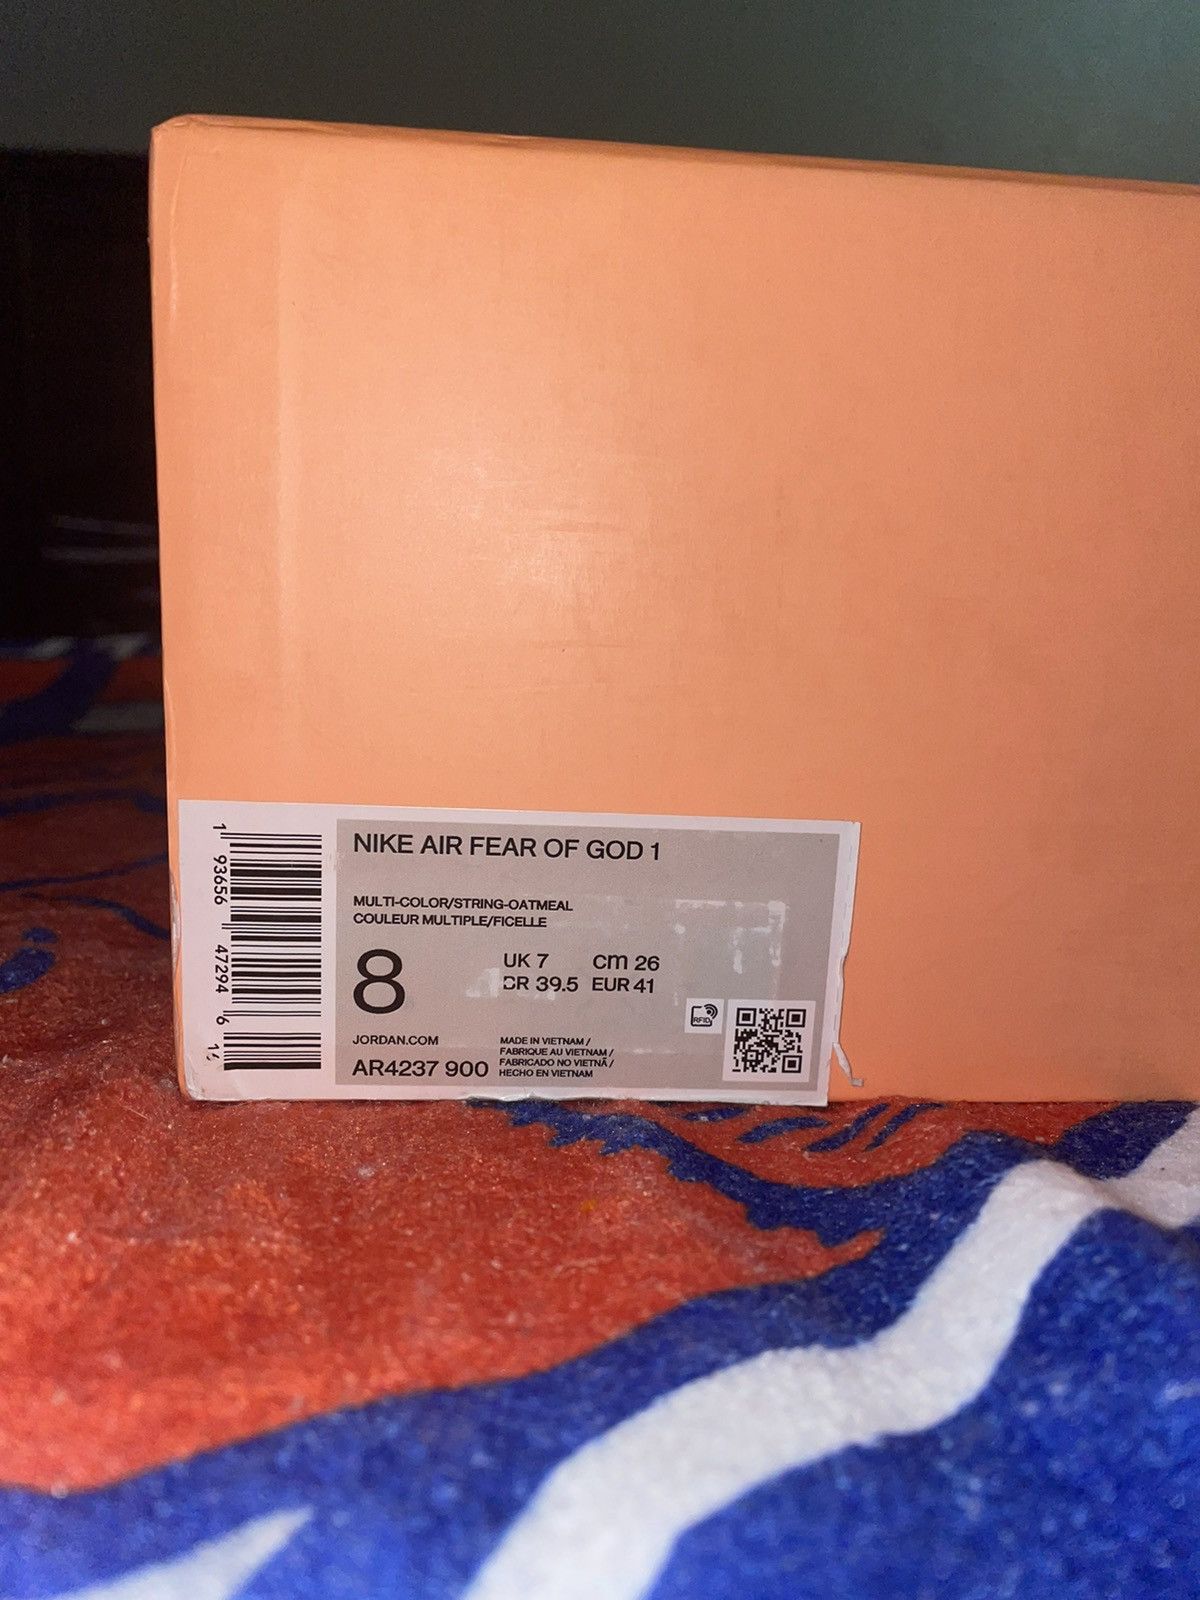 NIKE AIR FEAR OF GOD 1
MULTI-COLOR/STRING-OATMEAL
COULEUR MULTIPLE/FICELLE
8
UK 7 cm 26
BR 39.5 EUR 41
JORDAN.COM
AR4237 900
MADE IN VIETNAM /
FABRIQUE AU VIETNAM /
FABRICADO NO VIETNÃ /
HECHO EN VIETNAM
RFID
1 93656 47294 6